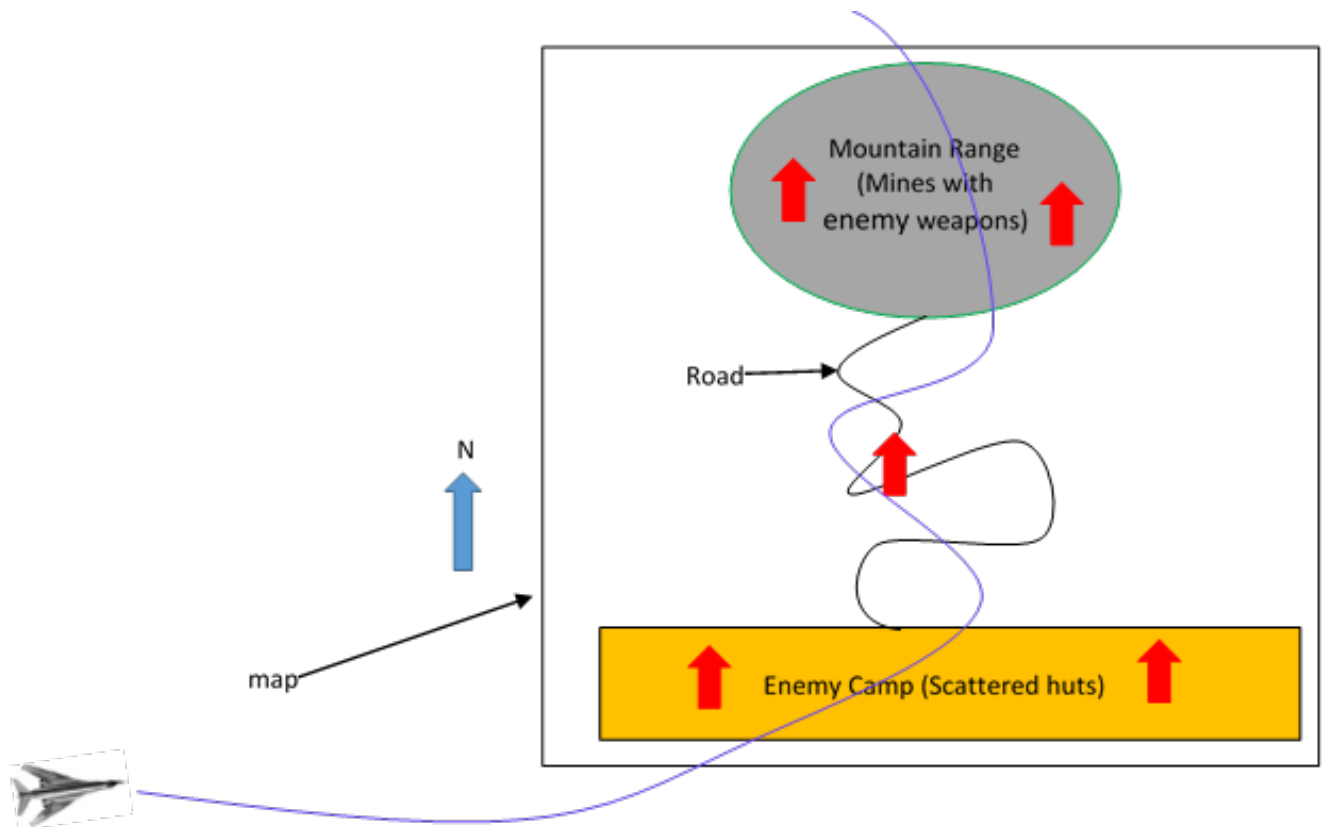 Mountain Range
(Mines with
enemy weapons)
Road
N
map
Enemy Camp (Scattered huts)